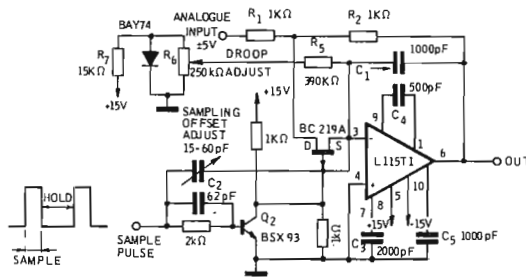 BAY74
ANALOGUE
INPUT
±5V
R1 1KΩ
R2 1KΩ
R7
15KΩ
R6
250kΩ
DROOP
ADJUST
R5
390KΩ
1000pF
C1
+15V
500pF
9
C4
SAMPLING
OFFSET
ADJUST
15-60pF
+15V
1KΩ
BC 219A
D
S
3
-
1
L115T1
6
OUT
C2
62pF
4
+
5
10
8
7
+15V
-15V
HOLD
SAMPLE
SAMPLE
PULSE
2kΩ
Q2
BSX 93
1kΩ
C3
2000pF
C5
1000pF